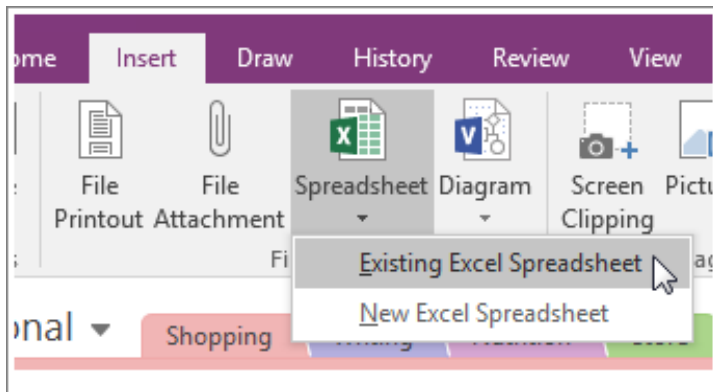 ome Insert Draw History Review View
File Printout
File Attachment
Spreadsheet
Diagram
Screen Clipping
Pictu
Fi
Existing Excel Spreadsheet
ag
New Excel Spreadsheet
onal
Shopping